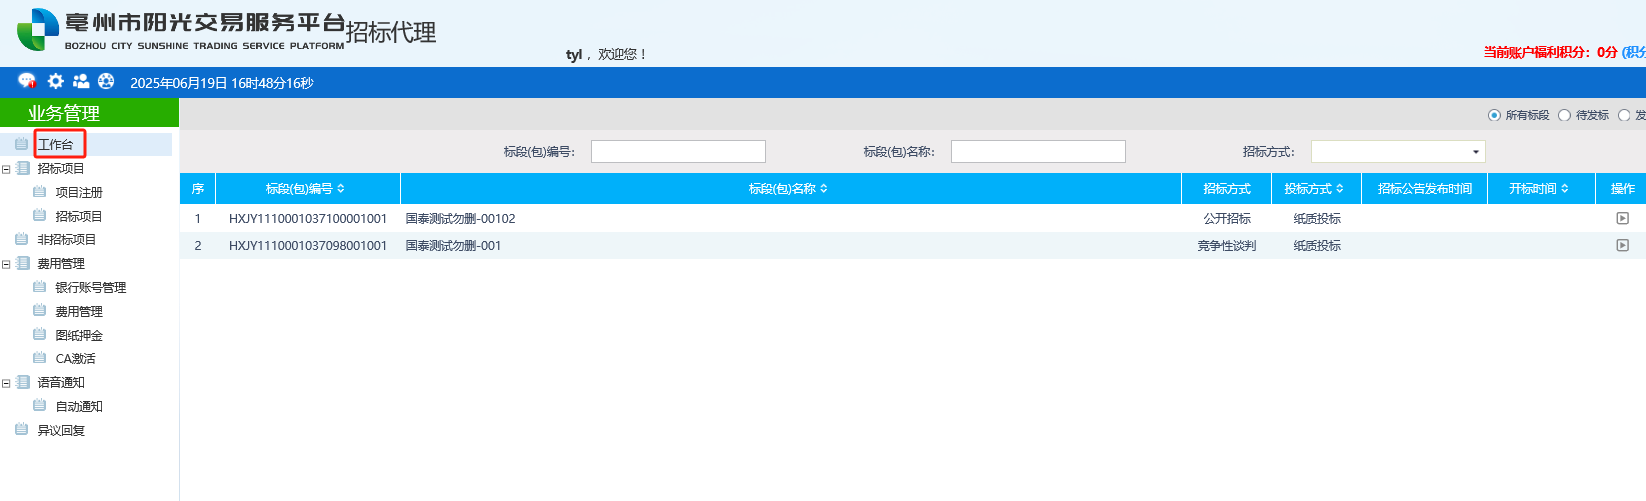 亳州市阳光交易服务平台 招标代理
BOZHOU CITY SUNSHINE TRADING SERVICE PLATFORM
tyl ，欢迎您！
当前账户福利积分：0分 (积分
2025年06月19日 16时48分16秒
业务管理
所有标段 待发标 发
工作台
标段(包)编号： 标段(包)名称： 招标方式：
招标项目
项目注册
招标项目
非招标项目
费用管理
银行账号管理
费用管理
图纸押金
CA激活
语音通知
自动通知
异议回复
序 标段(包)编号 标段(包)名称 招标方式 投标方式 招标公告发布时间 开标时间 操作
1 HXJY1110001037100001001 国泰测试勿删-00102 公开招标 纸质投标
2 HXJY1110001037098001001 国泰测试勿删-001 竞争性谈判 纸质投标